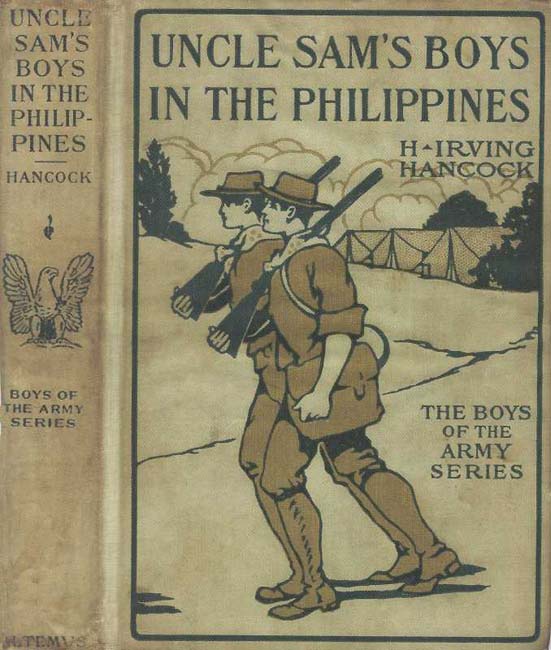 UNCLE
SAM'S
BOYS
IN THE
PHILIP-
PINES
HANCOCK
BOYS OF
THE ARMY
SERIES
H. TEMUS
UNCLE SAM'S BOYS
IN THE PHILIPPINES
H-IRVING
HANCOCK
THE BOYS
OF THE
ARMY
SERIES